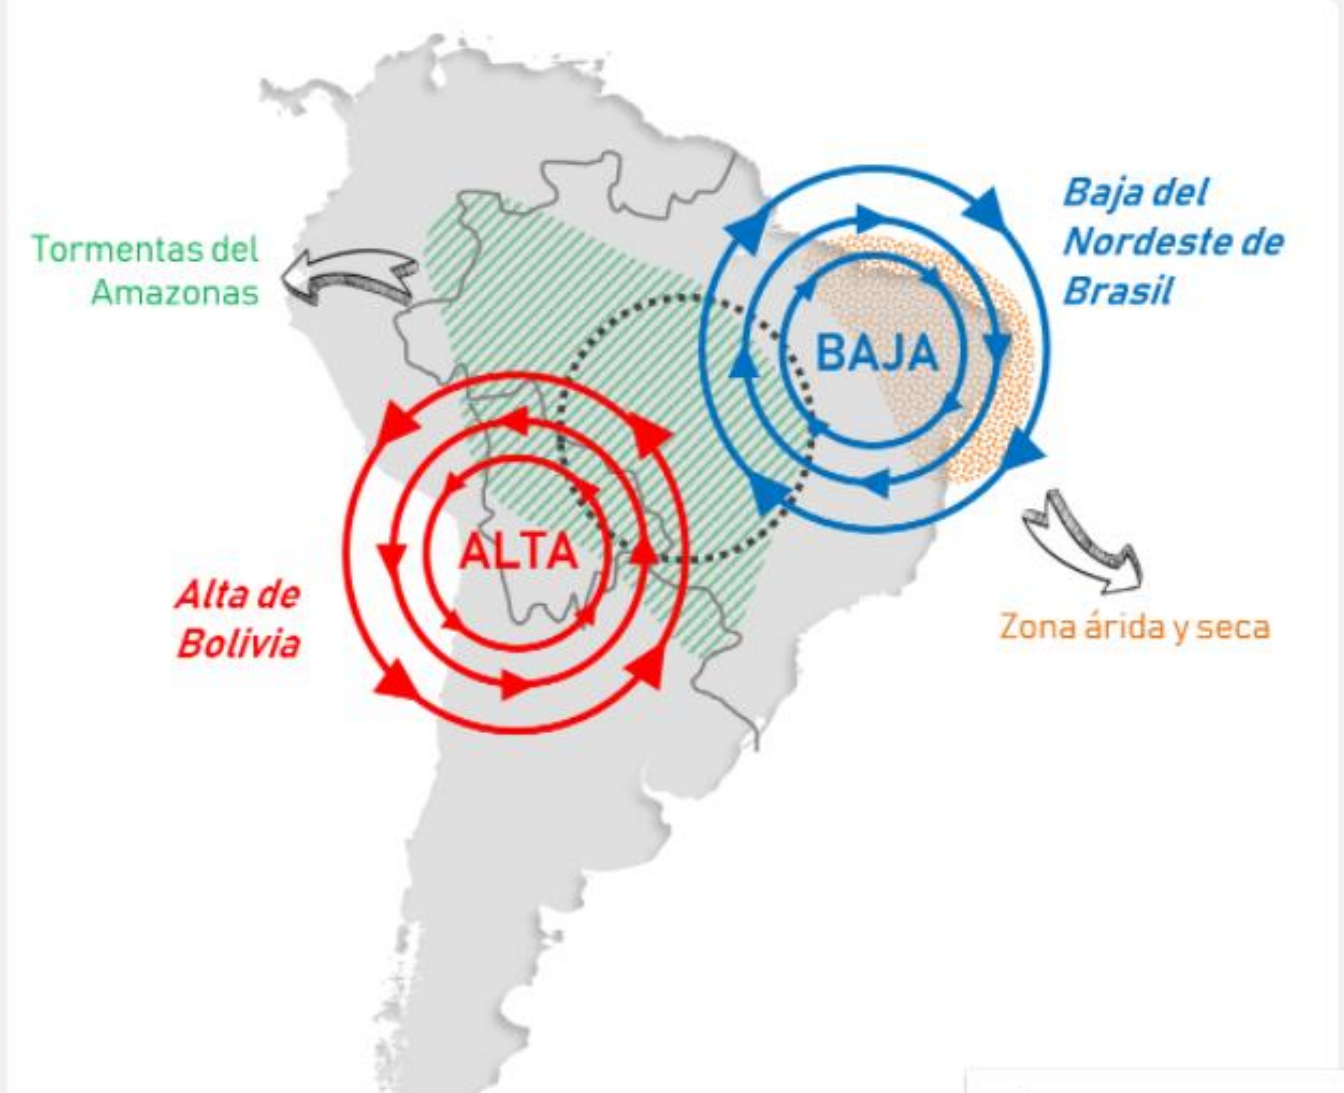 Baja del
Nordeste de
Brasil
Tormentas del
Amazonas
BAJA
ALTA
Alta de
Bolivia
Zona árida y seca